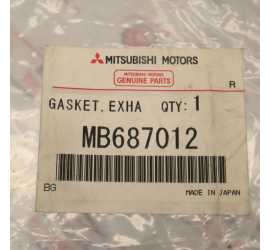 MITSUBISHI MOTORS
MITSUBISHI MOTORS
GENUINE PARTS
R
GASKET, EXHA QTY: 1
MB687012
BG
MADE IN JAPAN